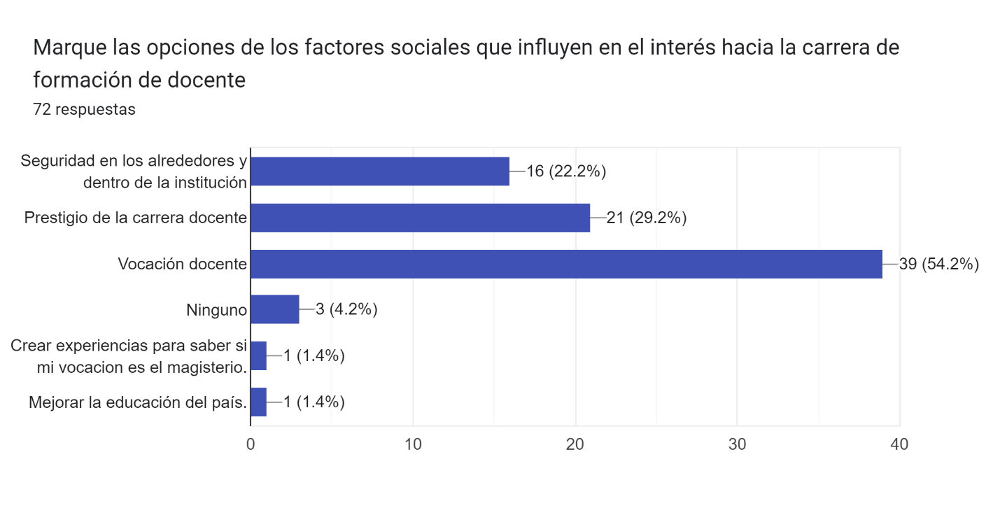 Marque las opciones de los factores sociales que influyen en el interés hacia la carrera de
formación de docente
72 respuestas
Seguridad en los alrededores y
dentro de la institución
16 (22.2%)
Prestigio de la carrera docente
21 (29.2%)
Vocación docente
39 (54.2%)
Ninguno
3 (4.2%)
Crear experiencias para saber si
mi vocacion es el magisterio.
1 (1.4%)
Mejorar la educación del país.
1 (1.4%)
0
10
20
30
40